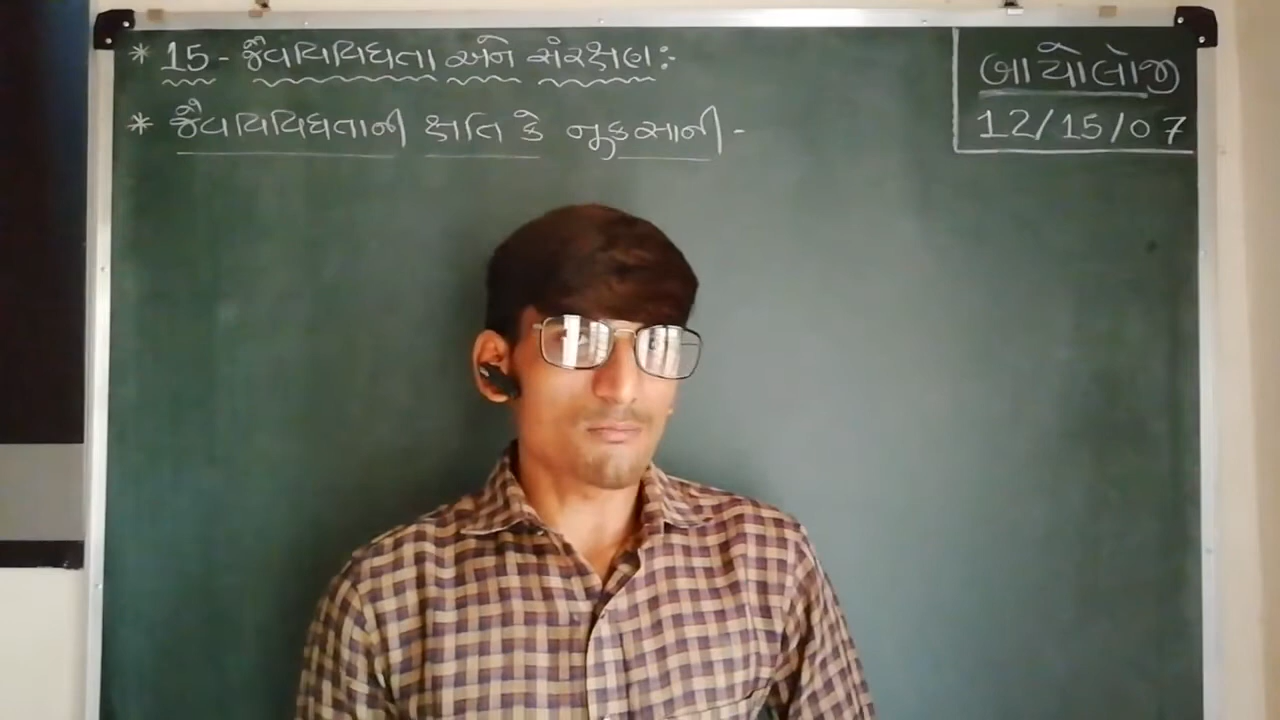 * 15 - જૈવવિવિધતા અને સંરક્ષણ :-
* જૈવવિવિધતાની ક્ષતિ કે નૂકસાની -
બાયોલોજી
12/15/07